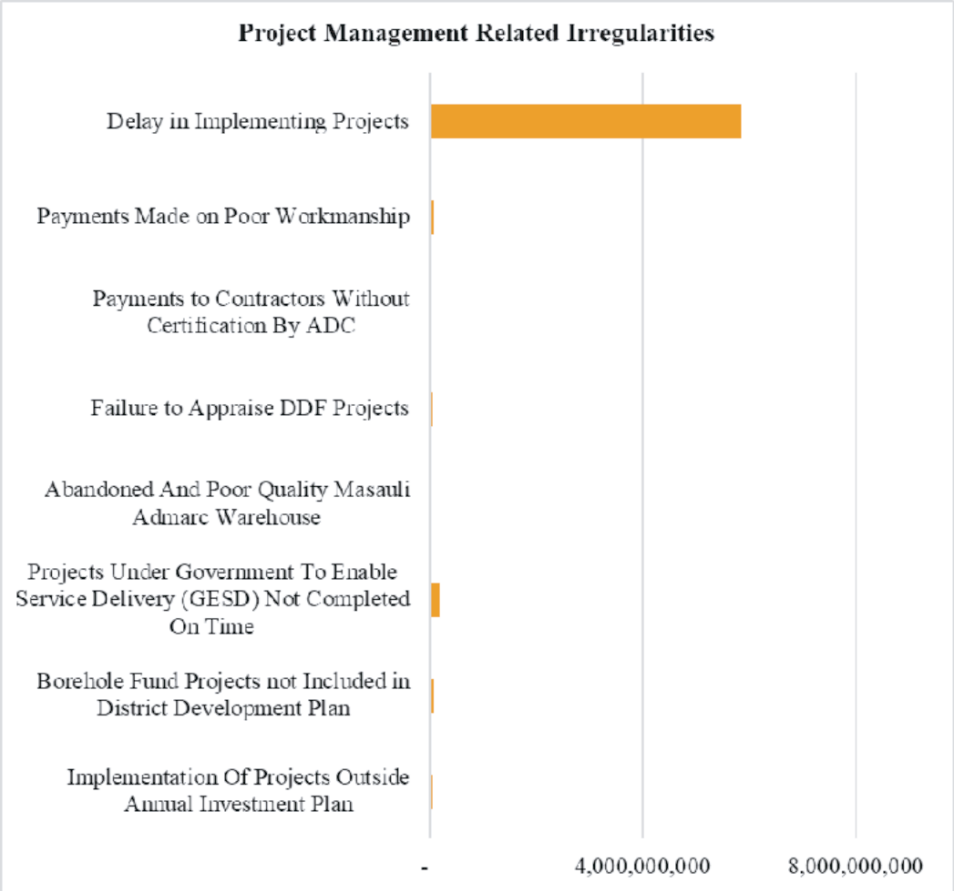 Project Management Related Irregularities
Delay in Implementing Projects
Payments Made on Poor Workmanship
Payments to Contractors Without
Certification By ADC
Failure to Appraise DDF Projects
Abandoned And Poor Quality Masauli
Admarc Warehouse
Projects Under Government To Enable
Service Delivery (GESD) Not Completed
On Time
Borehole Fund Projects not Included in
District Development Plan
Implementation Of Projects Outside
Annual Investment Plan
- 4,000,000,000 8,000,000,000